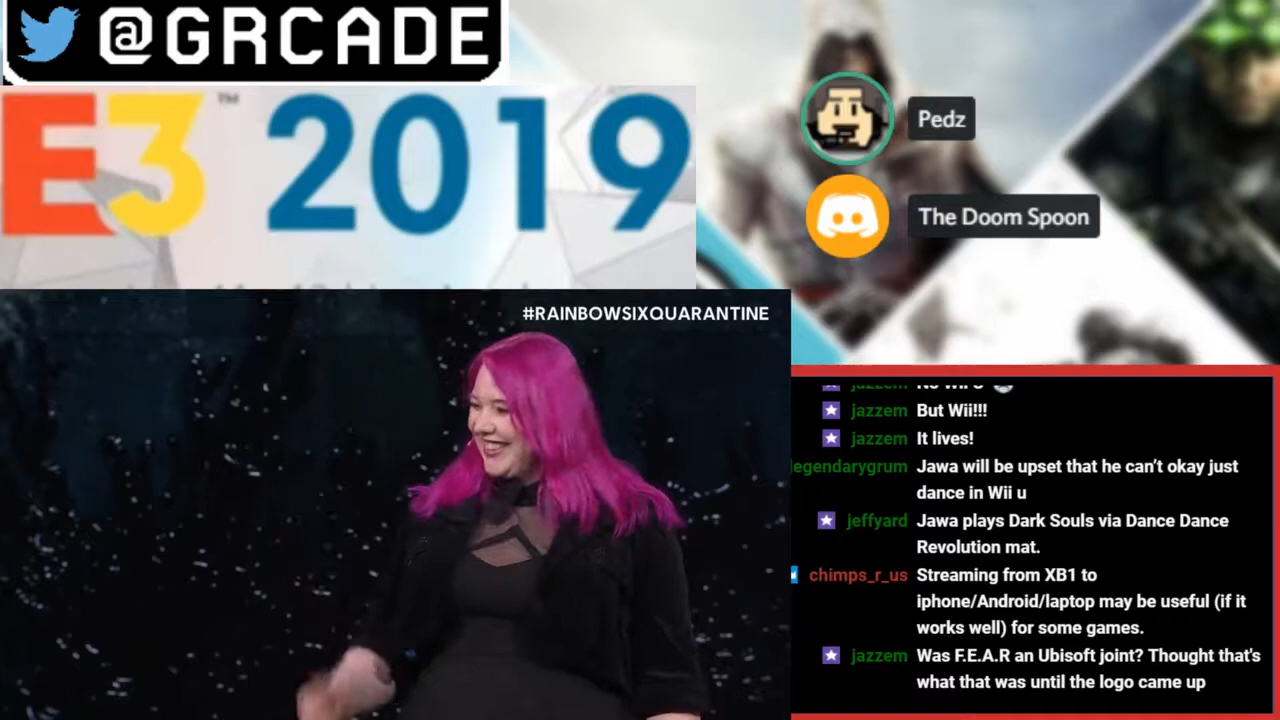 @GRCADE
E3™ 2019
Pedz
The Doom Spoon
#RAINBOWSIXQUARANTINE
jazzem
jazzem But Wii!!!
jazzem It lives!
legendarygrum Jawa will be upset that he can't okay just
dance in Wii u
jeffyard Jawa plays Dark Souls via Dance Dance
Revolution mat.
chimps_r_us Streaming from XB1 to
iphone/Android/laptop may be useful (if it
works well) for some games.
jazzem Was F.E.A.R an Ubisoft joint? Thought that's
what that was until the logo came up